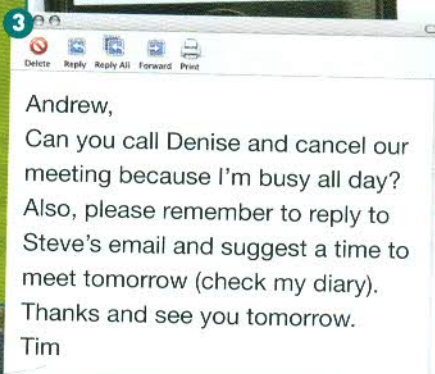 3
Delete Reply Reply All Forward Print
Andrew,
Can you call Denise and cancel our
meeting because I'm busy all day?
Also, please remember to reply to
Steve's email and suggest a time to
meet tomorrow (check my diary).
Thanks and see you tomorrow.
Tim